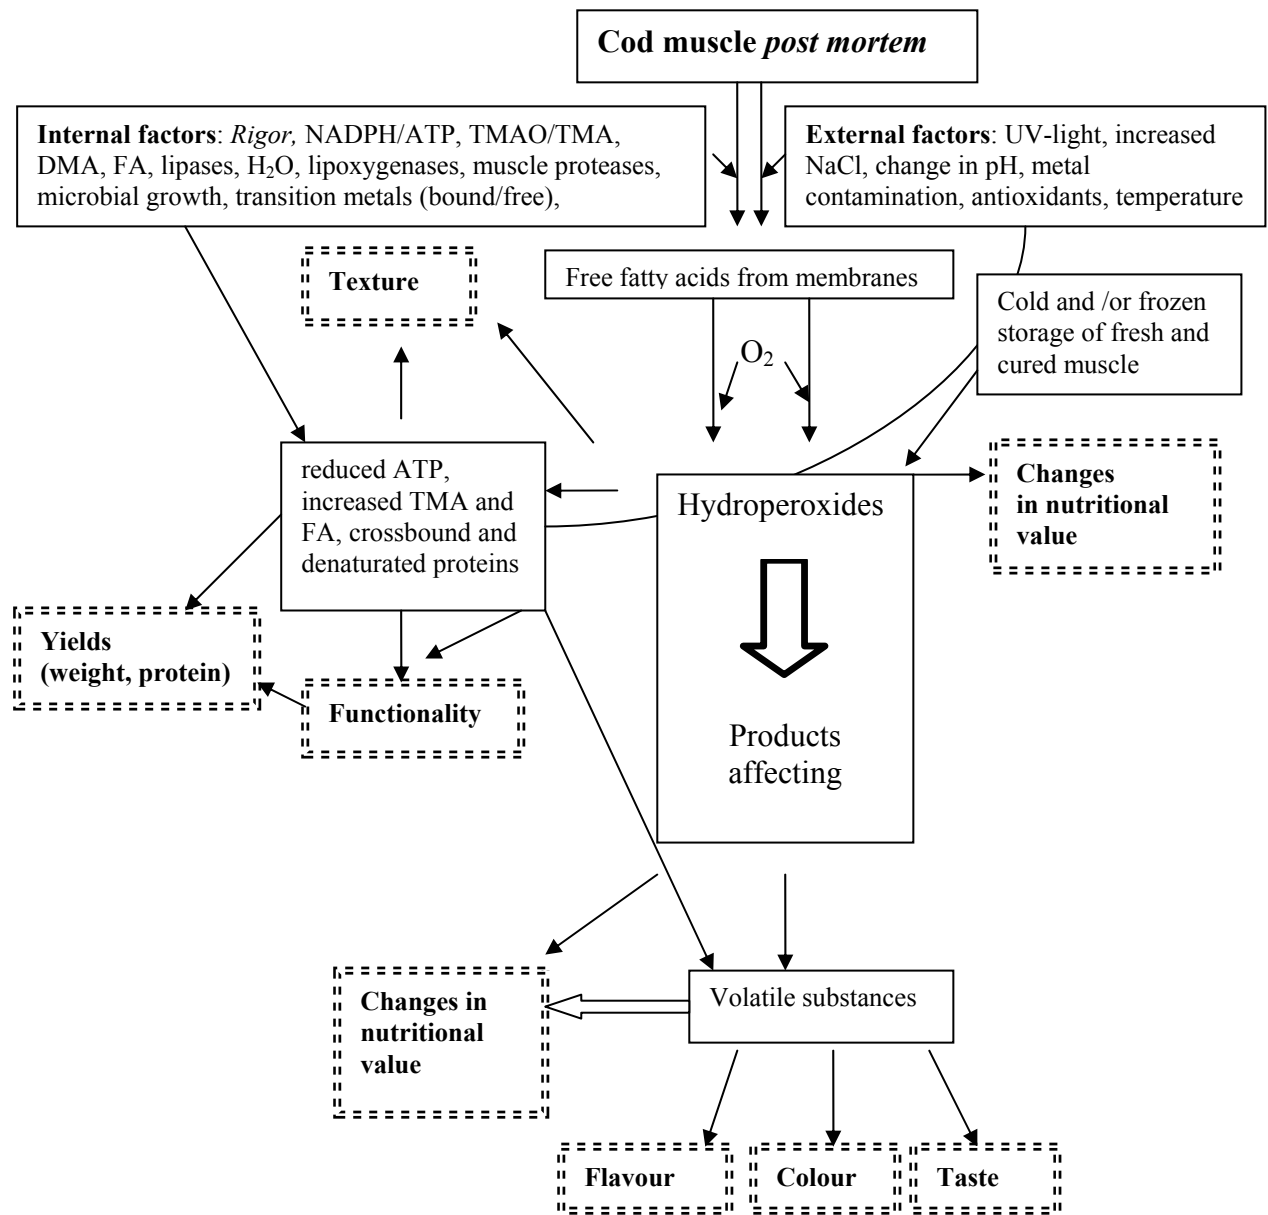 Cod muscle post mortem
Internal factors: Rigor, NADPH/ATP, TMAO/TMA,
DMA, FA, lipases, H₂O, lipoxygenases, muscle proteases,
microbial growth, transition metals (bound/free),
External factors: UV-light, increased
NaCl, change in pH, metal
contamination, antioxidants, temperature
Texture
Free fatty acids from membranes
Cold and /or frozen
storage of fresh and
cured muscle
O₂
reduced ATP,
increased TMA and
FA, crossbound and
denaturated proteins
Hydroperoxides
Changes
in nutritional
value
Yields
(weight, protein)
Functionality
Products
affecting
Changes in
nutritional
value
Volatile substances
Flavour
Colour
Taste